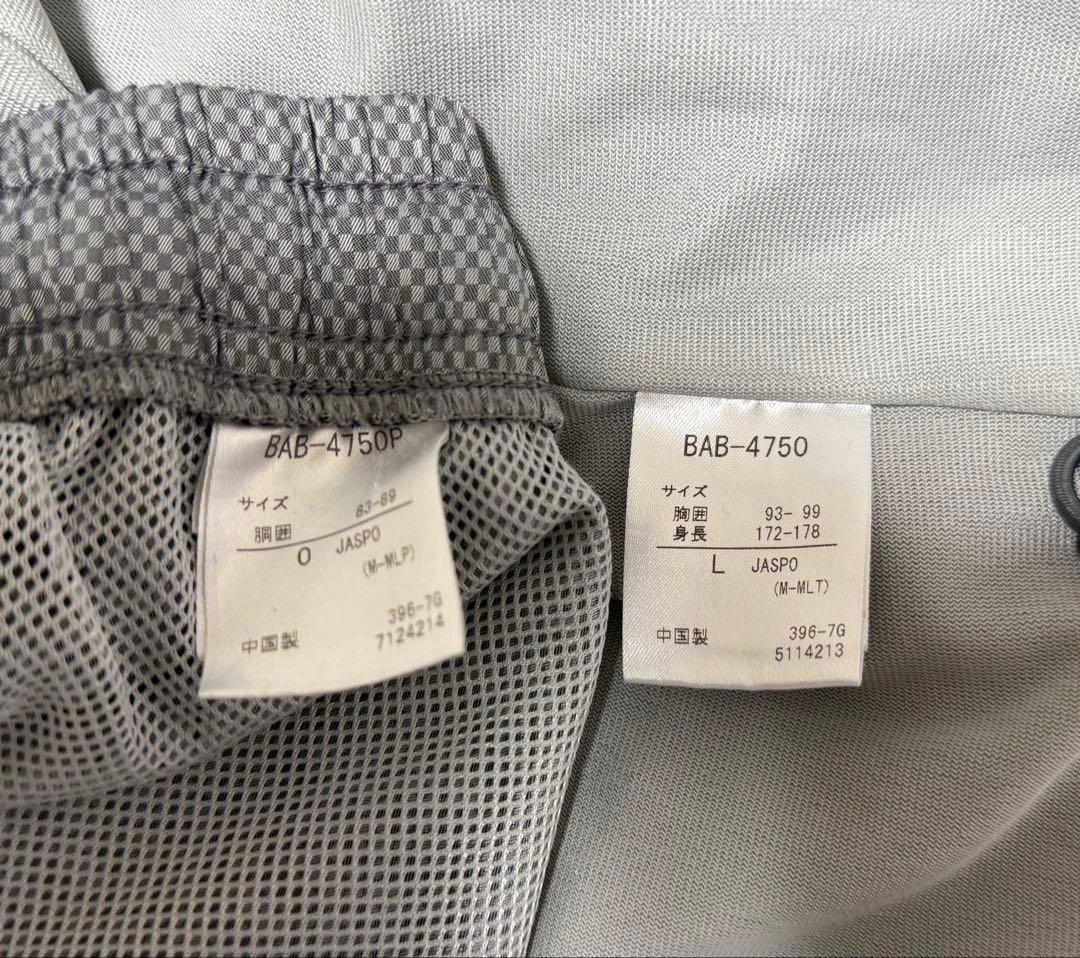 BAB-4750P
サイズ
胴囲 83-89
O JASPO
(M-MLP)
396-7G
中国製 7124214
BAB-4750
サイズ
胸囲 93- 99
身長 172-178
L JASPO
(M-MLT)
中国製 396-7G
5114213